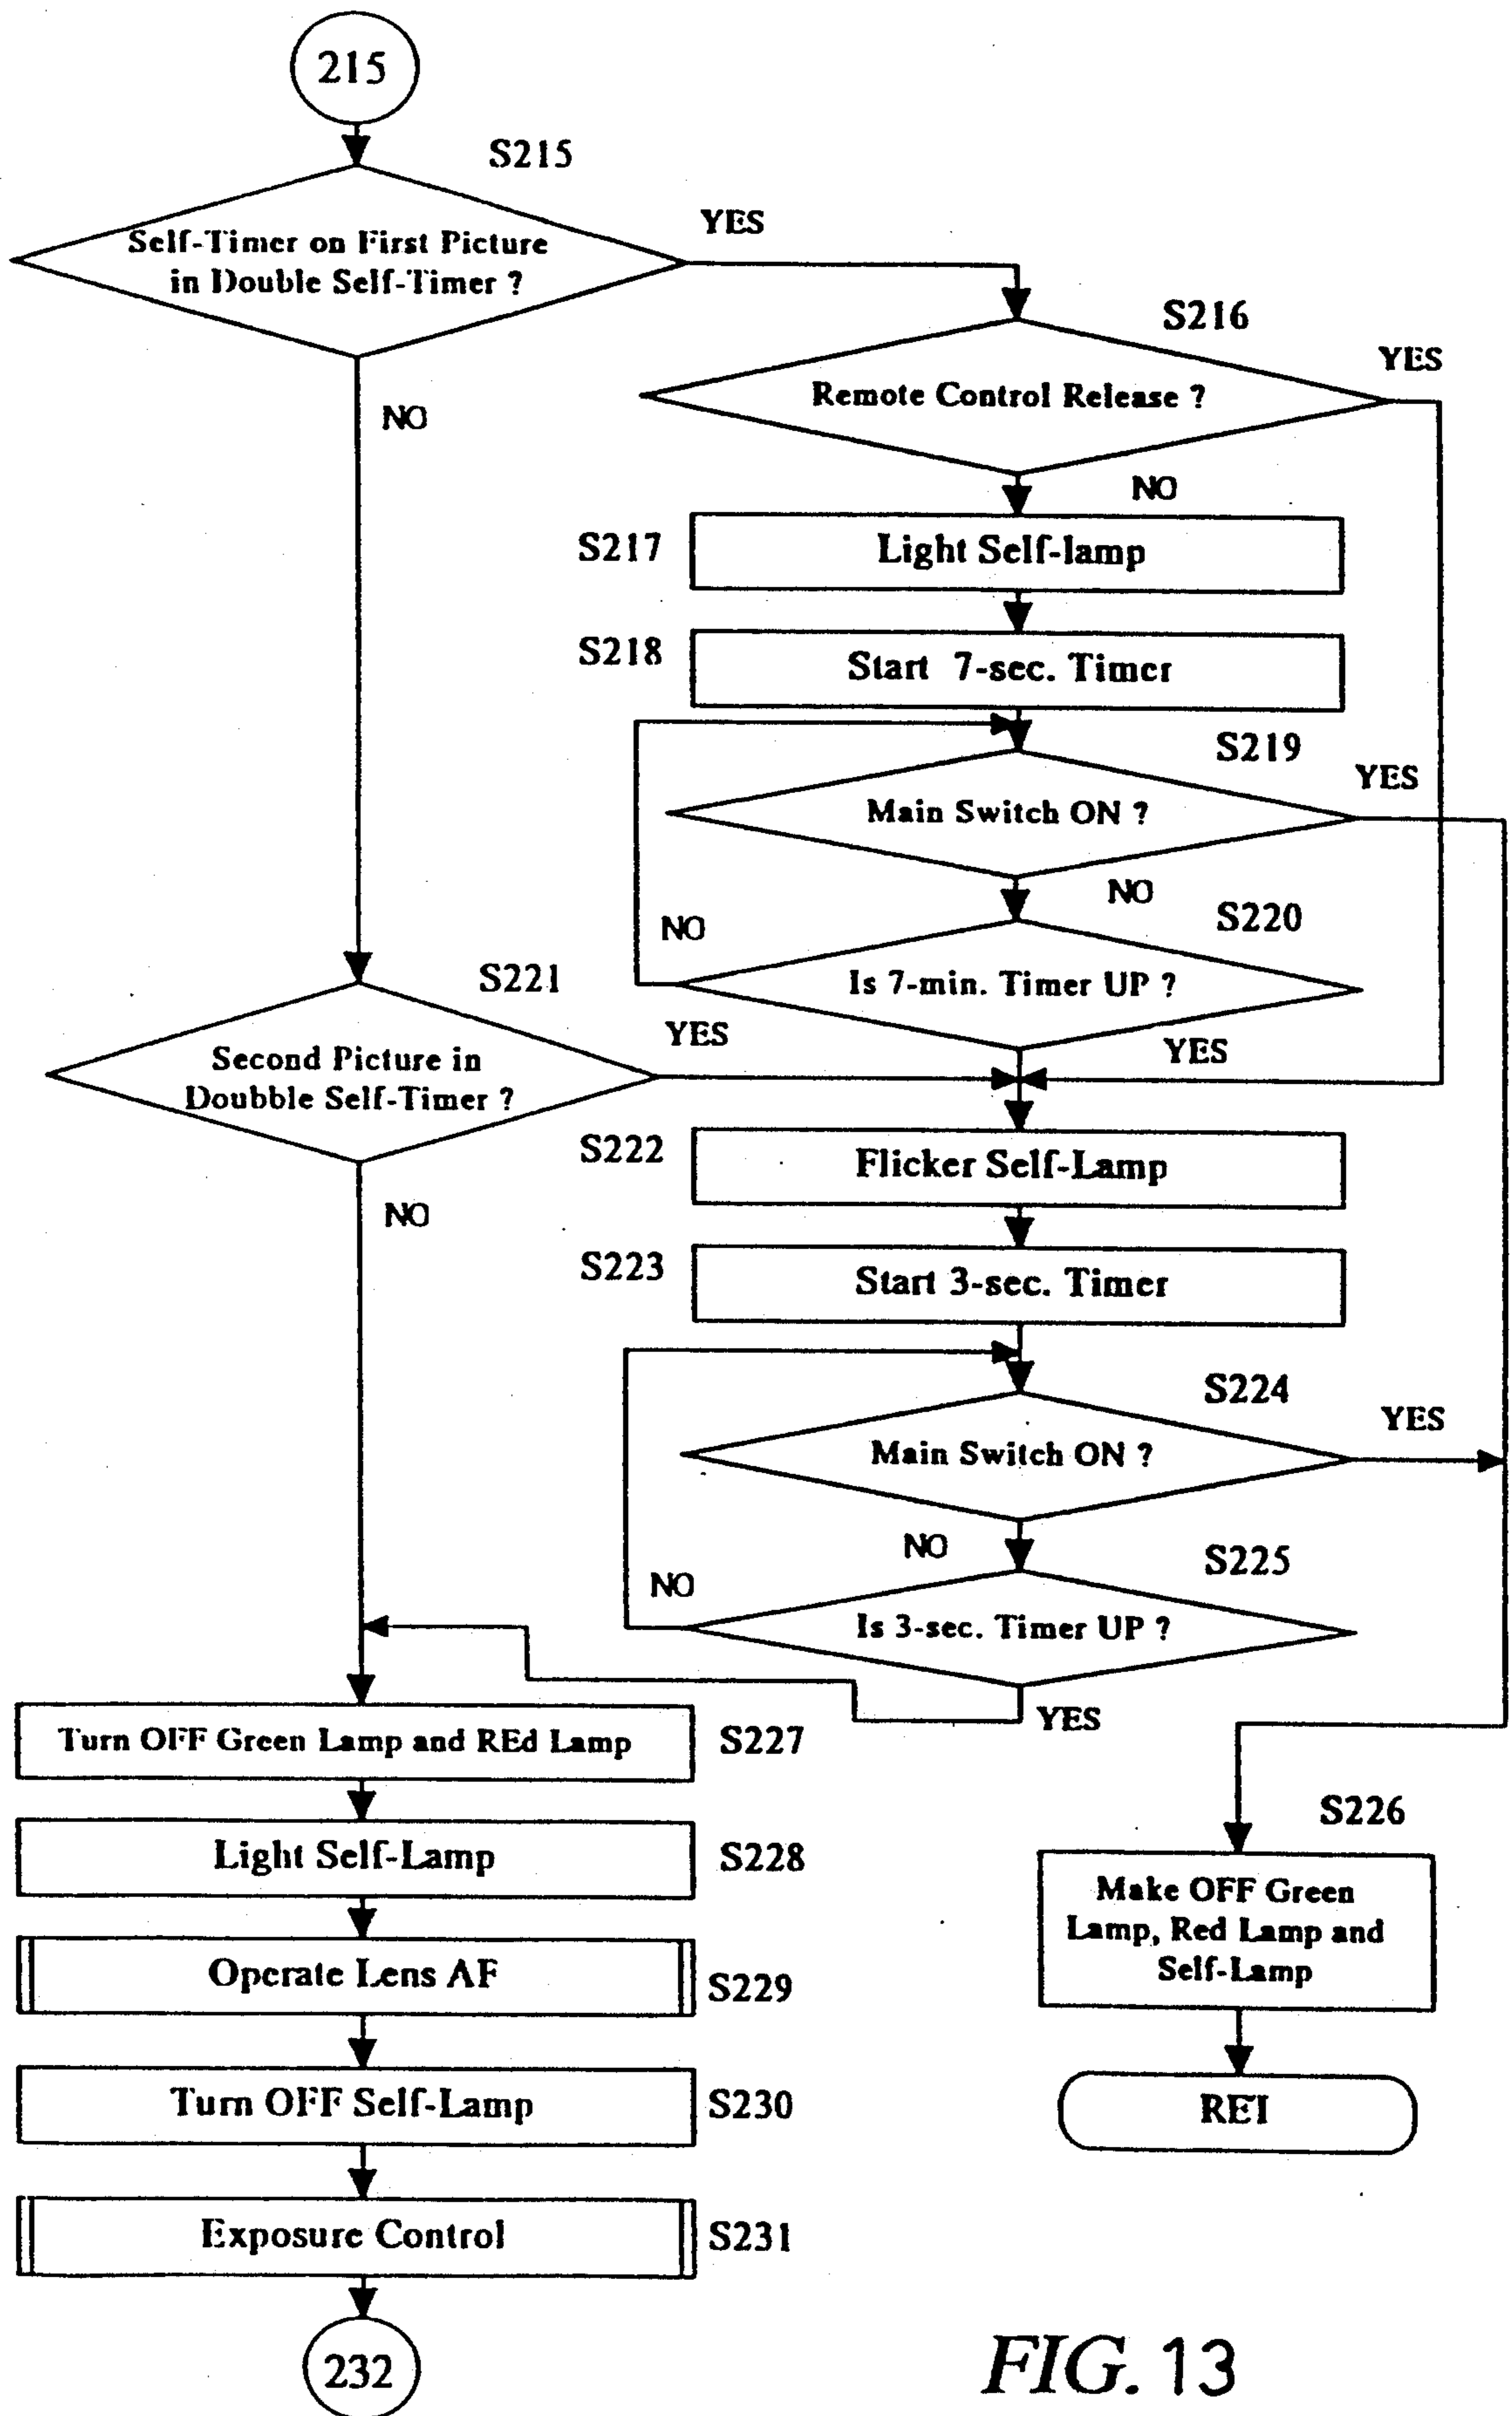 215
S215
Self-Timer on First Picture
in Double Self-Timer ?
YES
NO
S216
Remote Control Release ?
YES
NO
S217
Light Self-lamp
S218
Start 7-sec. Timer
S219
Main Switch ON ?
YES
NO
S220
NO
Is 7-min. Timer UP ?
YES
S221
Second Picture in
Doubble Self-Timer ?
YES
NO
S222
Flicker Self-Lamp
S223
Start 3-sec. Timer
S224
Main Switch ON ?
YES
NO
S225
NO
Is 3-sec. Timer UP ?
YES
Turn OFF Green Lamp and REd Lamp
S227
Light Self-Lamp
S228
Operate Lens AF
S229
Turn OFF Self-Lamp
S230
Exposure Control
S231
232
S226
Make OFF Green
Lamp, Red Lamp and
Self-Lamp
RET
FIG. 13